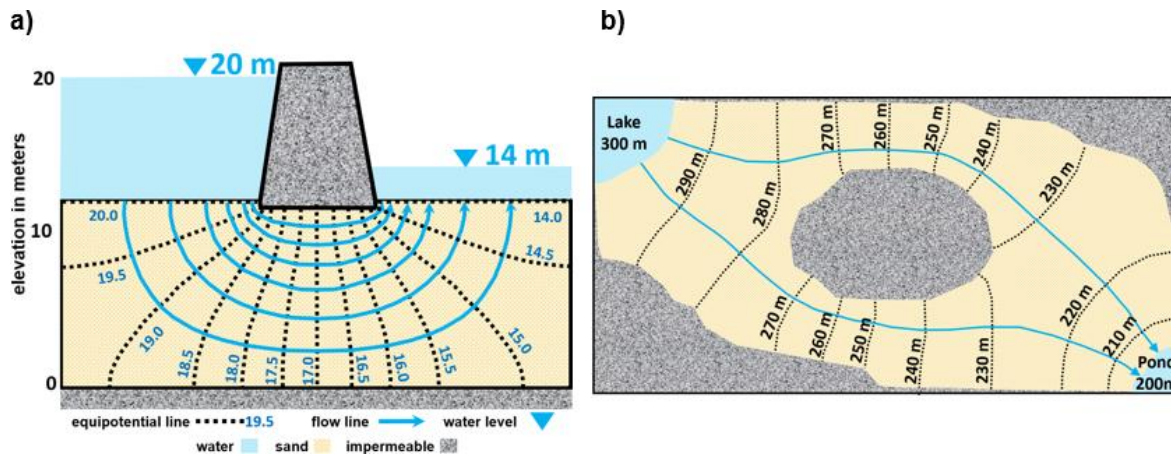 a)
20 m
14 m
elevation in meters
20
10
0
20.0
19.5
19.0
18.5
18.0
17.5
17.0
16.5
16.0
15.5
15.0
14.5
14.0
equipotential line 19.5 flow line water level
water sand impermeable
b)
Lake
300 m
290 m
280 m
270 m
260 m
250 m
240 m
230 m
270 m
260 m
250 m
240 m
230 m
220 m
210 m
Pond
200m